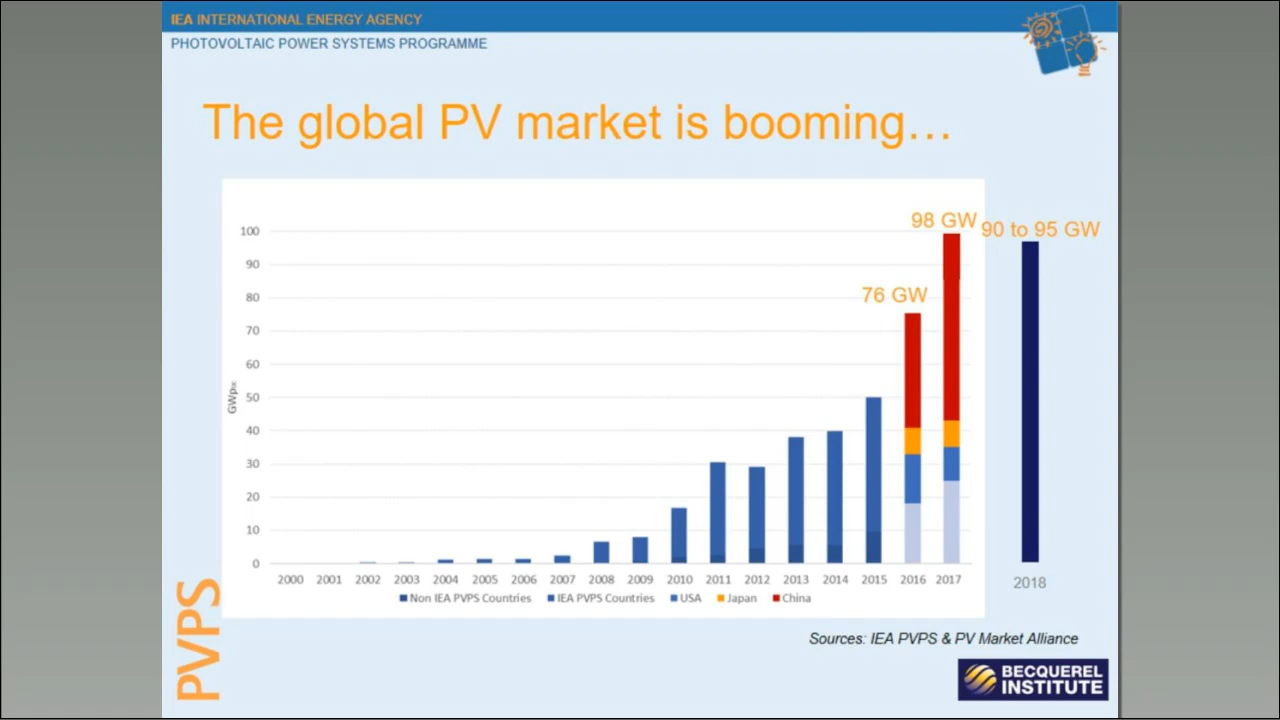 IEA INTERNATIONAL ENERGY AGENCY
PHOTOVOLTAIC POWER SYSTEMS PROGRAMME
The global PV market is booming...
98 GW
90 to 95 GW
76 GW
100
90
80
70
60
50
40
30
20
10
0
GWpDC
2000 2001 2002 2003 2004 2005 2006 2007 2008 2009 2010 2011 2012 2013 2014 2015 2016 2017
2018
Non IEA PVPS Countries IEA PVPS Countries USA Japan China
PVPS
Sources: IEA PVPS & PV Market Alliance
BECQUEREL
INSTITUTE